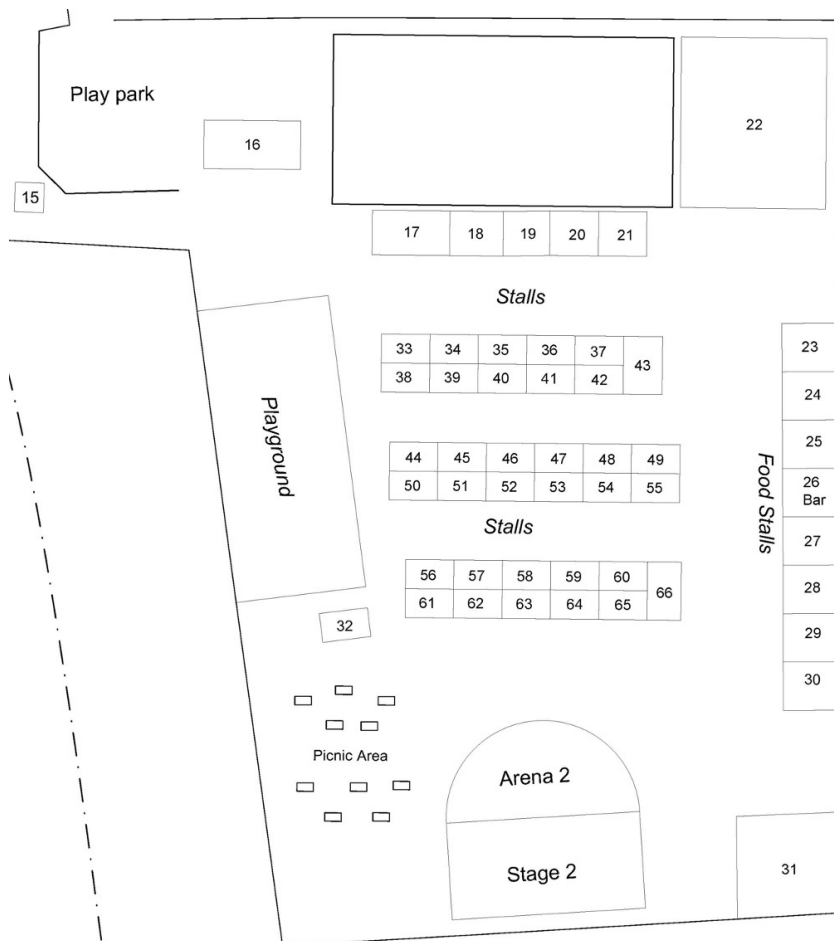 Play park
16
22
15
17 18 19 20 21
Stalls
33 34 35 36 37
43
38 39 40 41 42
23
24
25
26
Bar
27
28
29
30
Food Stalls
Playground
44 45 46 47 48 49
50 51 52 53 54 55
Stalls
56 57 58 59 60
66
61 62 63 64 65
32
Picnic Area
Arena 2
Stage 2
31